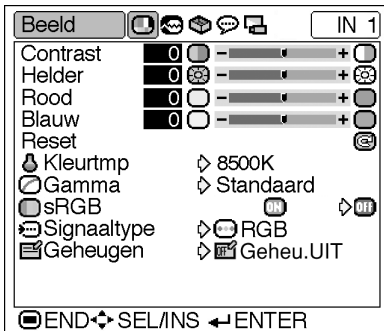 Beeld IN 1
Contrast 0 - +
Helder 0 - +
Rood 0 - +
Blauw 0 - +
Reset
Kleurtmp 8500K
Gamma Standaard
sRGB ON OFF
Signaaltype RGB
Geheugen OFF Geheu.UIT
END SEL/INS ENTER